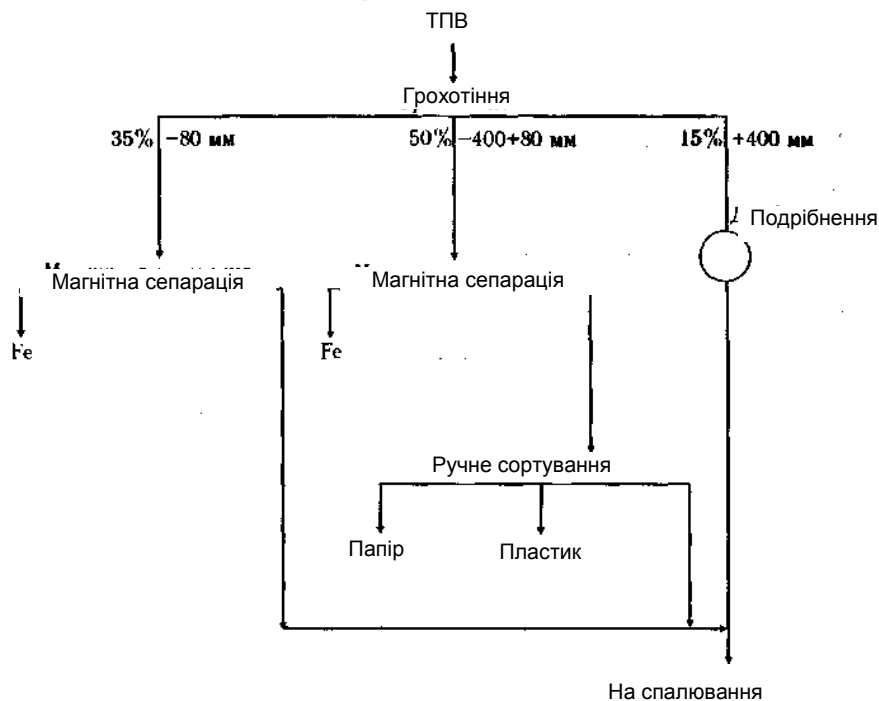 ТПВ
Грохотіння
35% −80 мм
50% −400+80 мм
15% +400 мм
Подрібнення
Магнітна сепарація
Магнітна сепарація
Fe
Fe
Ручне сортування
Папір
Пластик
На спалювання